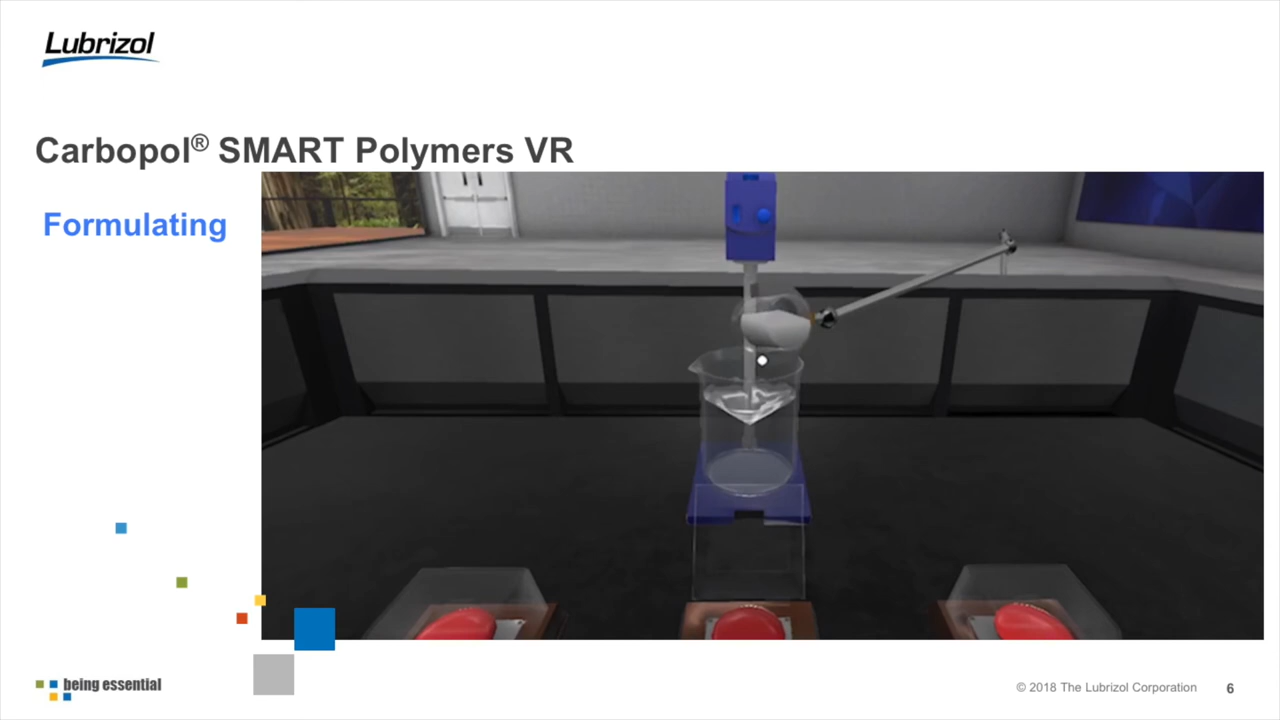 Lubrizol
Carbopol® SMART Polymers VR
Formulating
being essential
© 2018 The Lubrizol Corporation
6